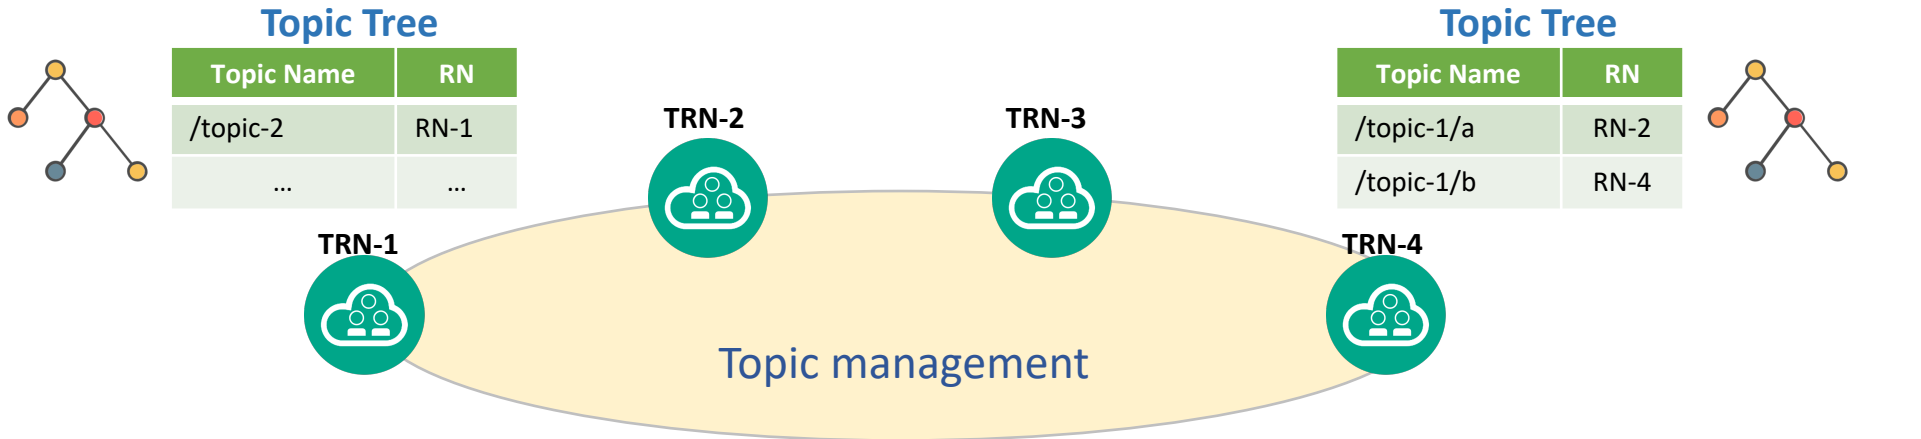 Topic Tree
Topic Name RN
/topic-2 RN-1
... ...
Topic Tree
Topic Name RN
/topic-1/a RN-2
/topic-1/b RN-4
TRN-1
TRN-2
TRN-3
TRN-4
Topic management